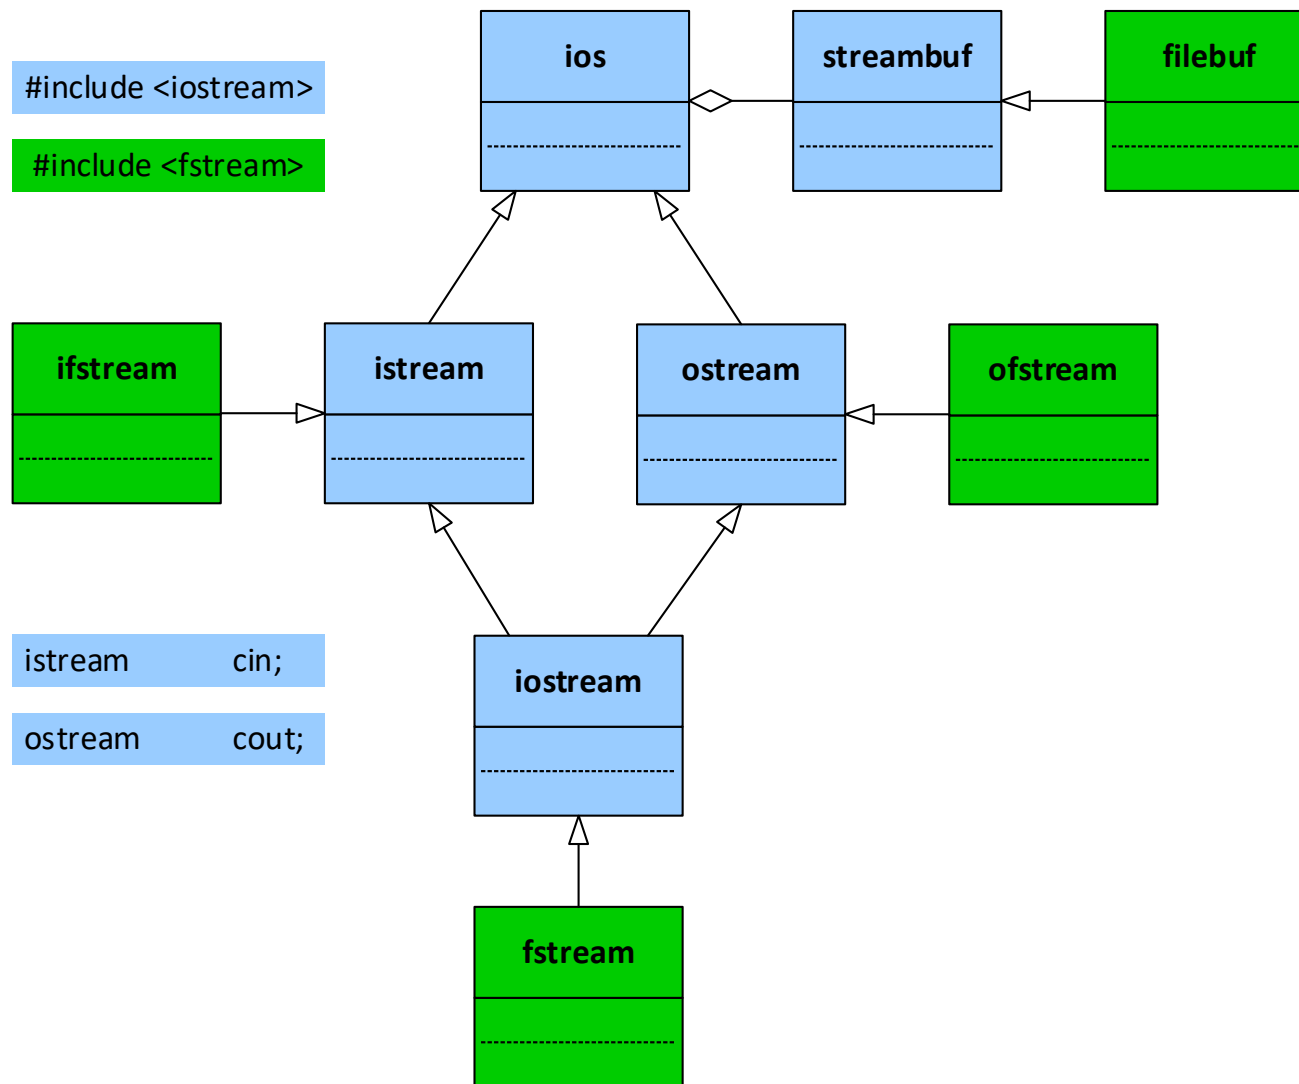 ios
streambuf
filebuf
#include <iostream>
#include <fstream>
ifstream
istream
ostream
ofstream
istream cin;
iostream
ostream cout;
fstream